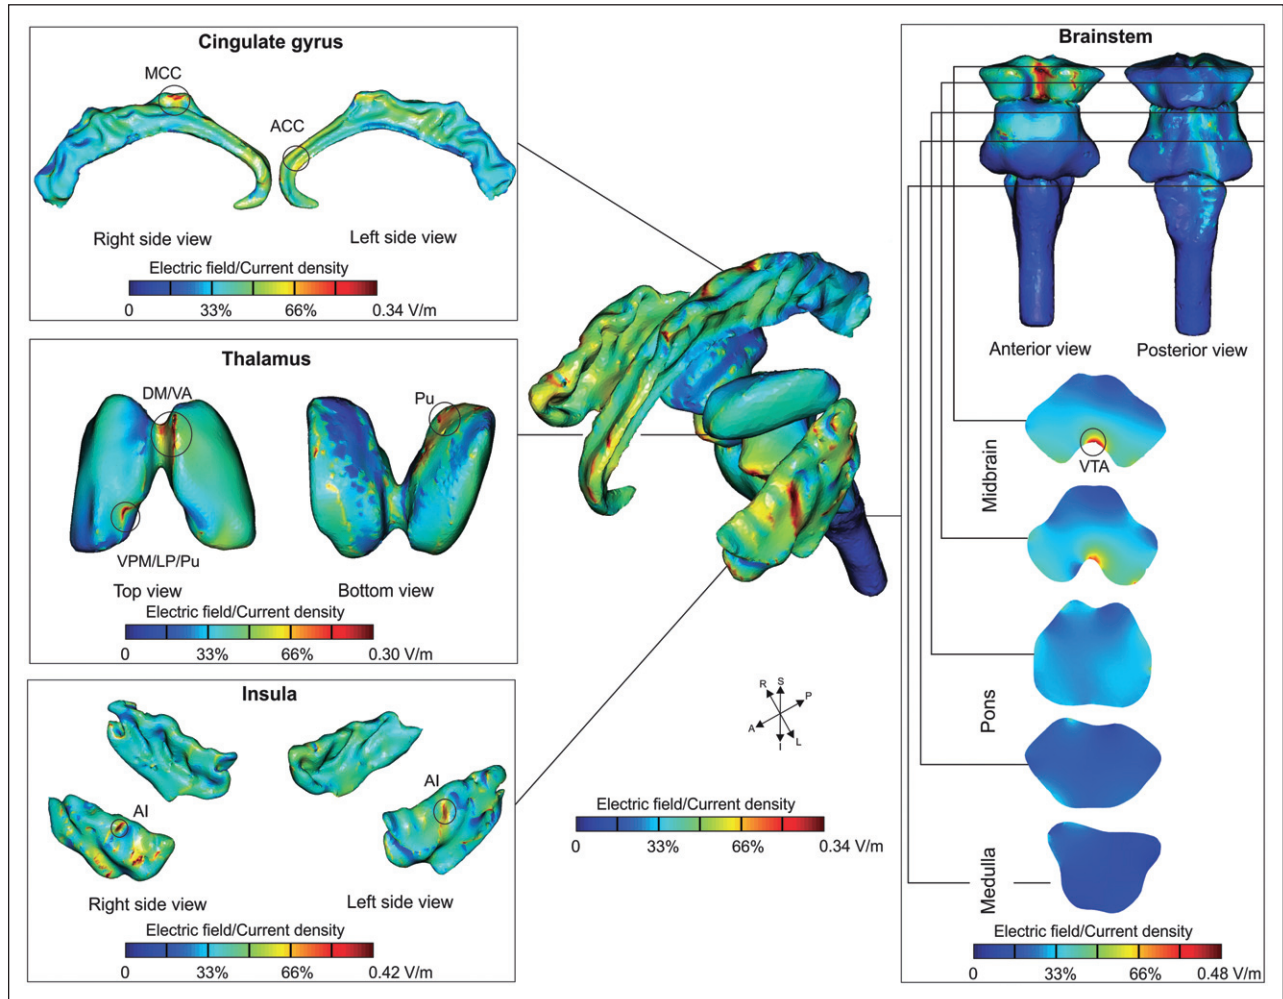 Cingulate gyrus
MCC
ACC
Right side view
Left side view
Electric field/Current density
0 33% 66% 0.34 V/m
Thalamus
DM/VA
Pu
VPM/LP/Pu
Top view
Bottom view
Electric field/Current density
0 33% 66% 0.30 V/m
Insula
AI
AI
Right side view
Left side view
Electric field/Current density
0 33% 66% 0.42 V/m
R S P
A I L
Electric field/Current density
0 33% 66% 0.34 V/m
Brainstem
Anterior view
Posterior view
Midbrain
VTA
Pons
Medulla
Electric field/Current density
0 33% 66% 0.48 V/m